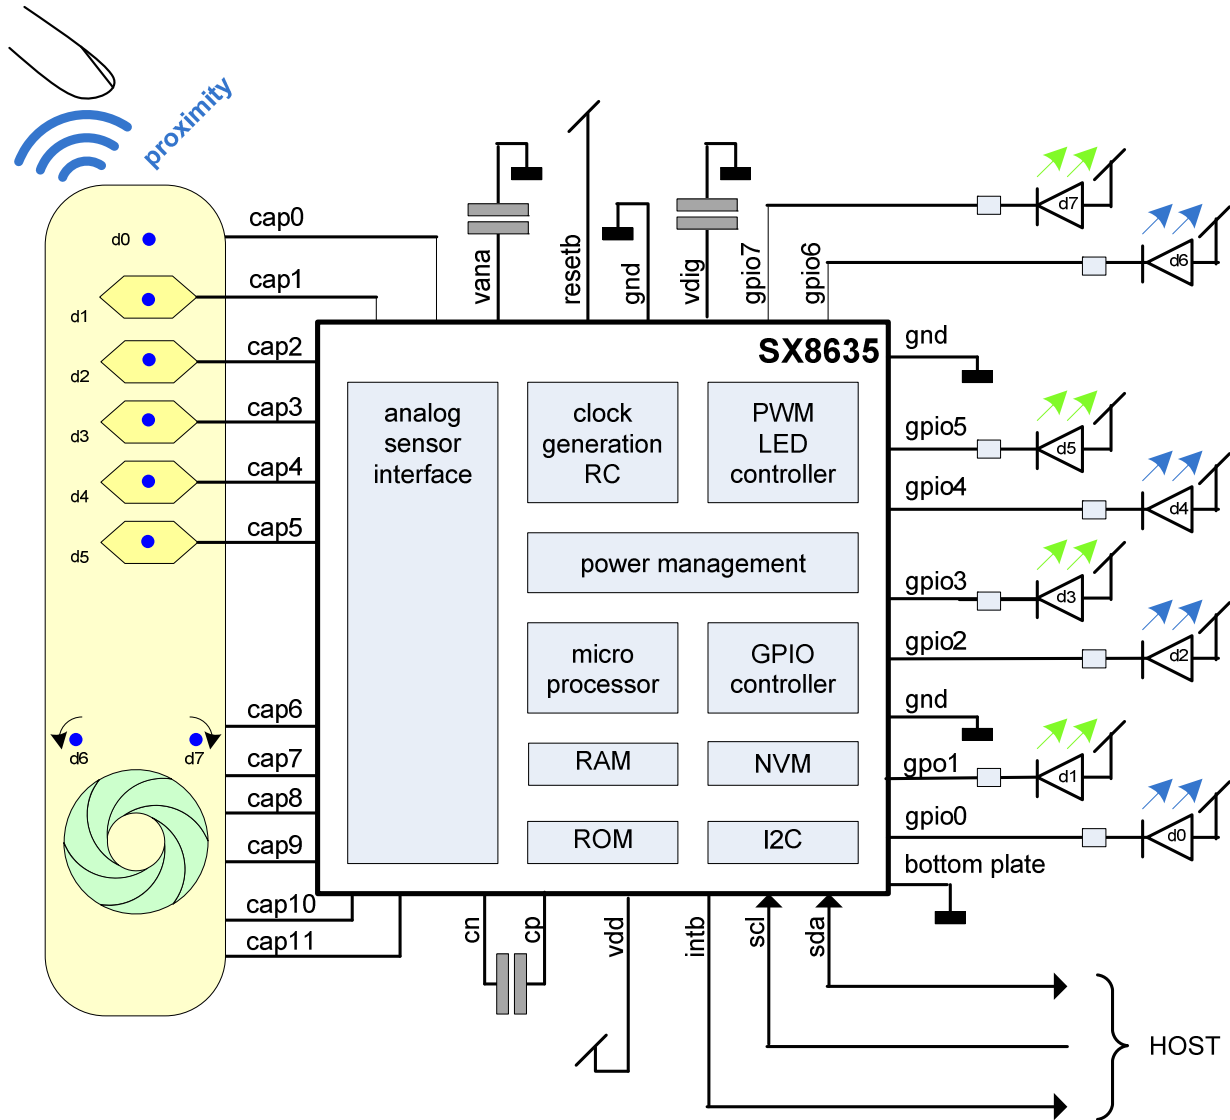 proximity
d0
d1
d2
d3
d4
d5
d6
d7
cap0
cap1
cap2
cap3
cap4
cap5
cap6
cap7
cap8
cap9
cap10
cap11
vana
resetb
gnd
vdig
gpio7
gpio6
d7
d6
SX8635
analog
sensor
interface
clock
generation
RC
PWM
LED
controller
power management
micro
processor
GPIO
controller
RAM
NVM
ROM
I2C
gnd
gpio5
d5
gpio4
d4
gpio3
d3
gpio2
d2
gnd
gpo1
d1
gpio0
d0
bottom plate
cn
cp
vdd
intb
scl
sda
HOST